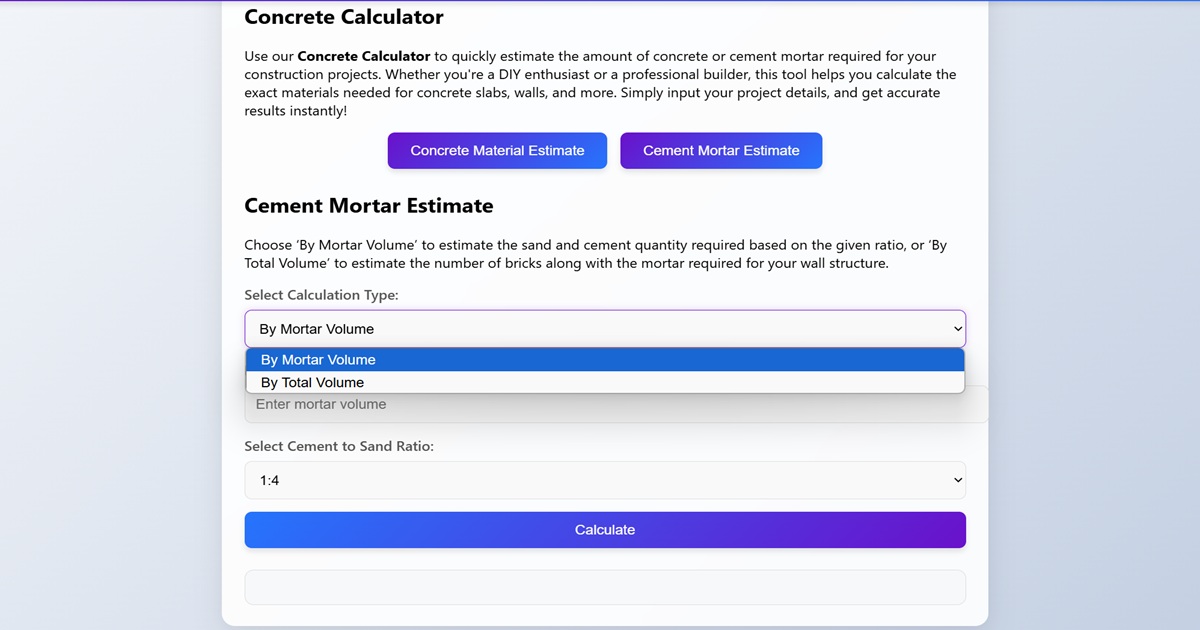 Concrete Calculator
Use our Concrete Calculator to quickly estimate the amount of concrete or cement mortar required for your
construction projects. Whether you're a DIY enthusiast or a professional builder, this tool helps you calculate the
exact materials needed for concrete slabs, walls, and more. Simply input your project details, and get accurate
results instantly!
Concrete Material Estimate
Cement Mortar Estimate
Cement Mortar Estimate
Choose ‘By Mortar Volume’ to estimate the sand and cement quantity required based on the given ratio, or ‘By
Total Volume’ to estimate the number of bricks along with the mortar required for your wall structure.
Select Calculation Type:
By Mortar Volume
By Mortar Volume
By Total Volume
Enter mortar volume
Select Cement to Sand Ratio:
1:4
Calculate